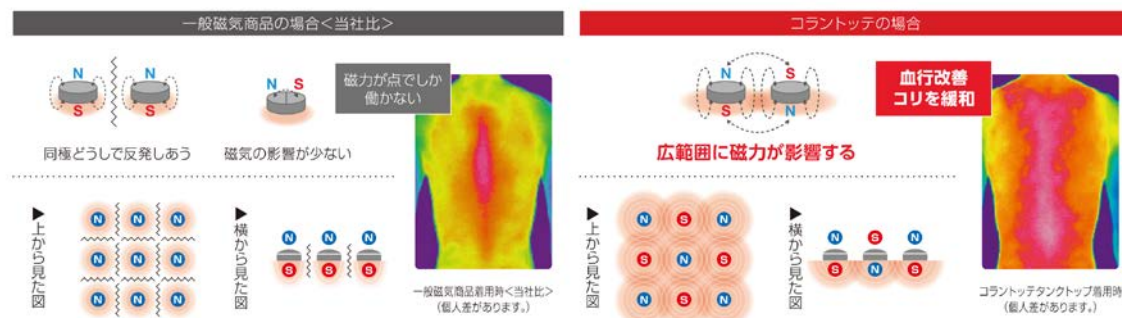 一般磁気商品の場合<当社比>
N
N
S
S
同極どうしで反発しあう
N
S
磁気の影響が少ない
磁力が点でしか
働かない
▶上から見た図
N
N
N
N
N
N
N
N
N
▶横から見た図
N
N
N
S
S
S
一般磁気商品着用時<当社比>
(個人差があります。)
コラントッテの場合
N
S
S
N
広範囲に磁力が影響する
血行改善
コリを緩和
▶上から見た図
N
S
N
S
N
S
N
S
N
▶横から見た図
N
S
N
S
N
S
コラントッテタンクトップ着用時
(個人差があります。)